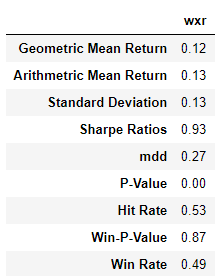 wxr
Geometric Mean Return 0.12
Arithmetic Mean Return 0.13
Standard Deviation 0.13
Sharpe Ratios 0.93
mdd 0.27
P-Value 0.00
Hit Rate 0.53
Win-P-Value 0.87
Win Rate 0.49